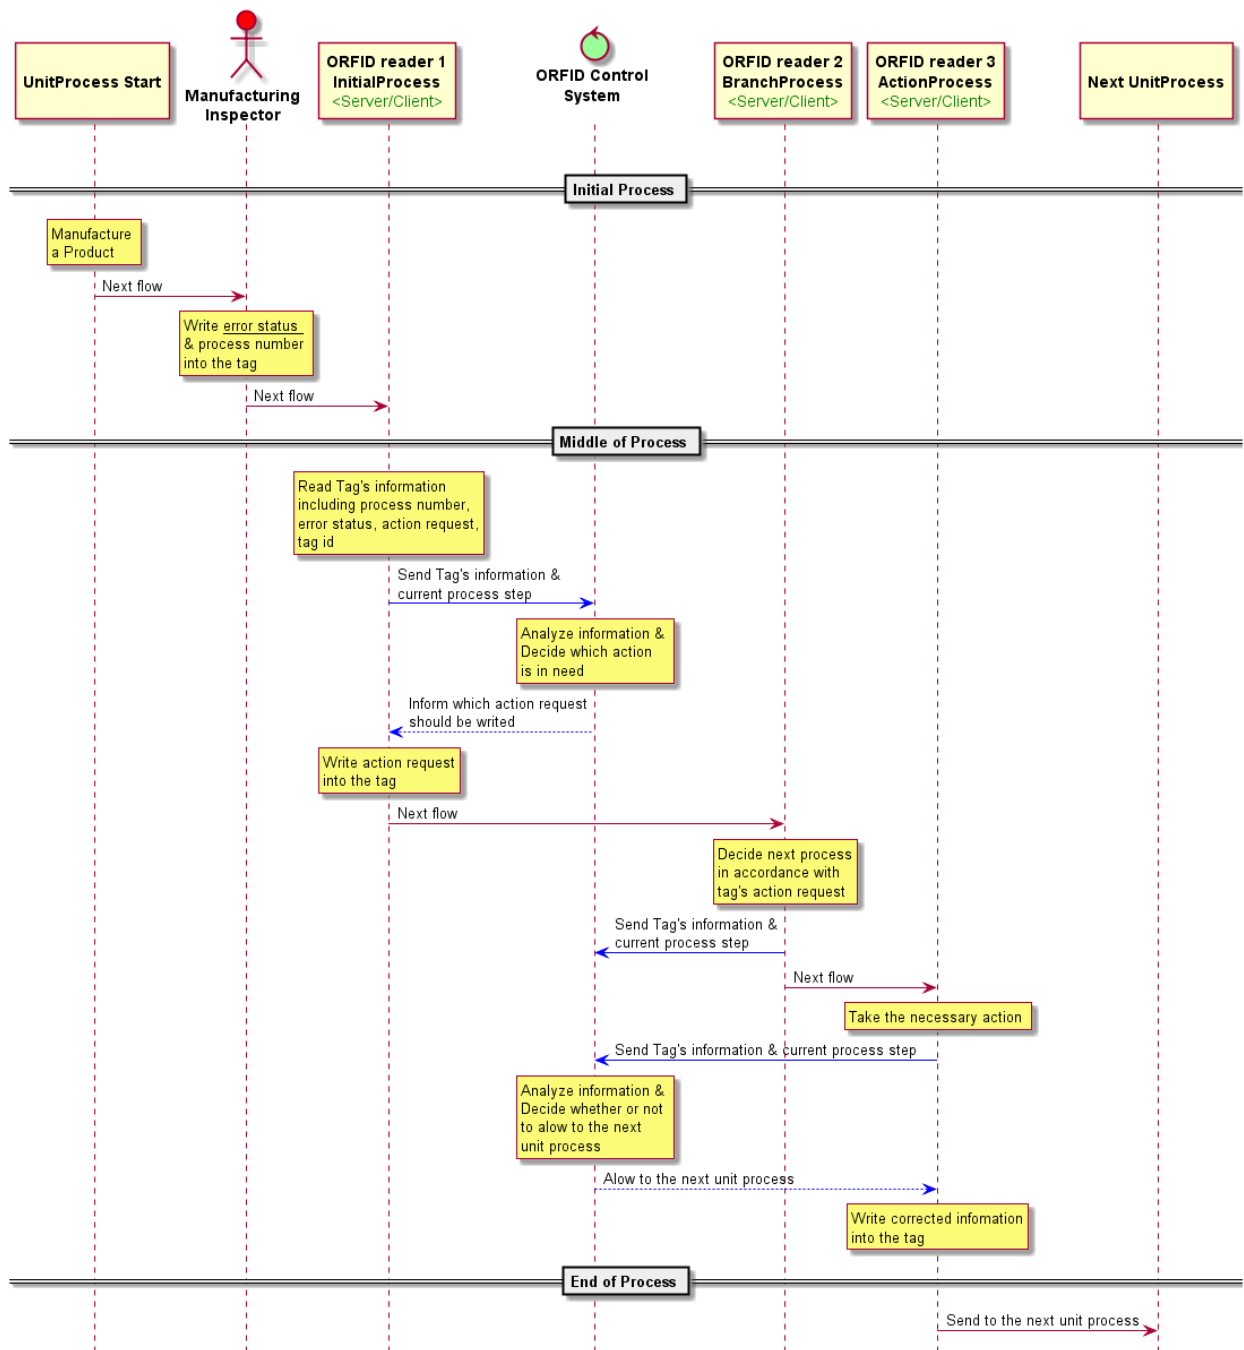 UnitProcess Start
Manufacturing
Inspector
ORFID reader 1
InitialProcess
<Server/Client>
ORFID Control
System
ORFID reader 2
BranchProcess
<Server/Client>
ORFID reader 3
ActionProcess
<Server/Client>
Next UnitProcess
Initial Process
Manufacture
a Product
Next flow
Write error status
& process number
into the tag
Next flow
Middle of Process
Read Tag's information
including process number,
error status, action request,
tag id
Send Tag's information &
current process step
Analyze information &
Decide which action
is in need
Inform which action request
should be writed
Write action request
into the tag
Next flow
Decide next process
in accordance with
tag's action request
Send Tag's information &
current process step
Next flow
Take the necessary action
Send Tag's information & current process step
Analyze information &
Decide whether or not
to alow to the next
unit process
Alow to the next unit process
Write corrected infomation
into the tag
End of Process
Send to the next unit process